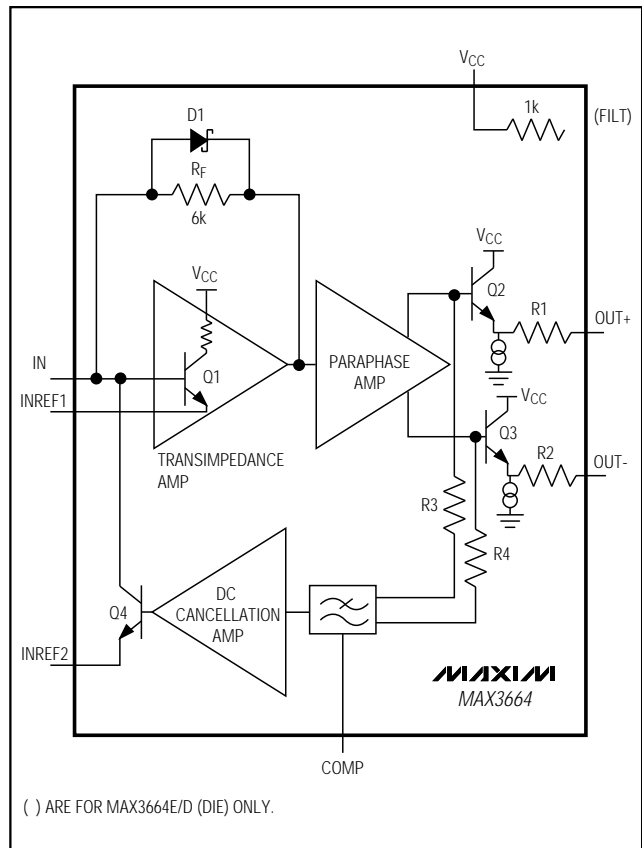 VCC
1k
(FILT)
D1
RF
6k
VCC
VCC
Q2
R1
OUT+
IN
Q1
PARAPHASE
AMP
INREF1
VCC
Q3
TRANSIMPEDANCE
AMP
R2
OUT-
R3
R4
DC
CANCELLATION
AMP
Q4
INREF2
MAXIM
MAX3664
COMP
( ) ARE FOR MAX3664E/D (DIE) ONLY.